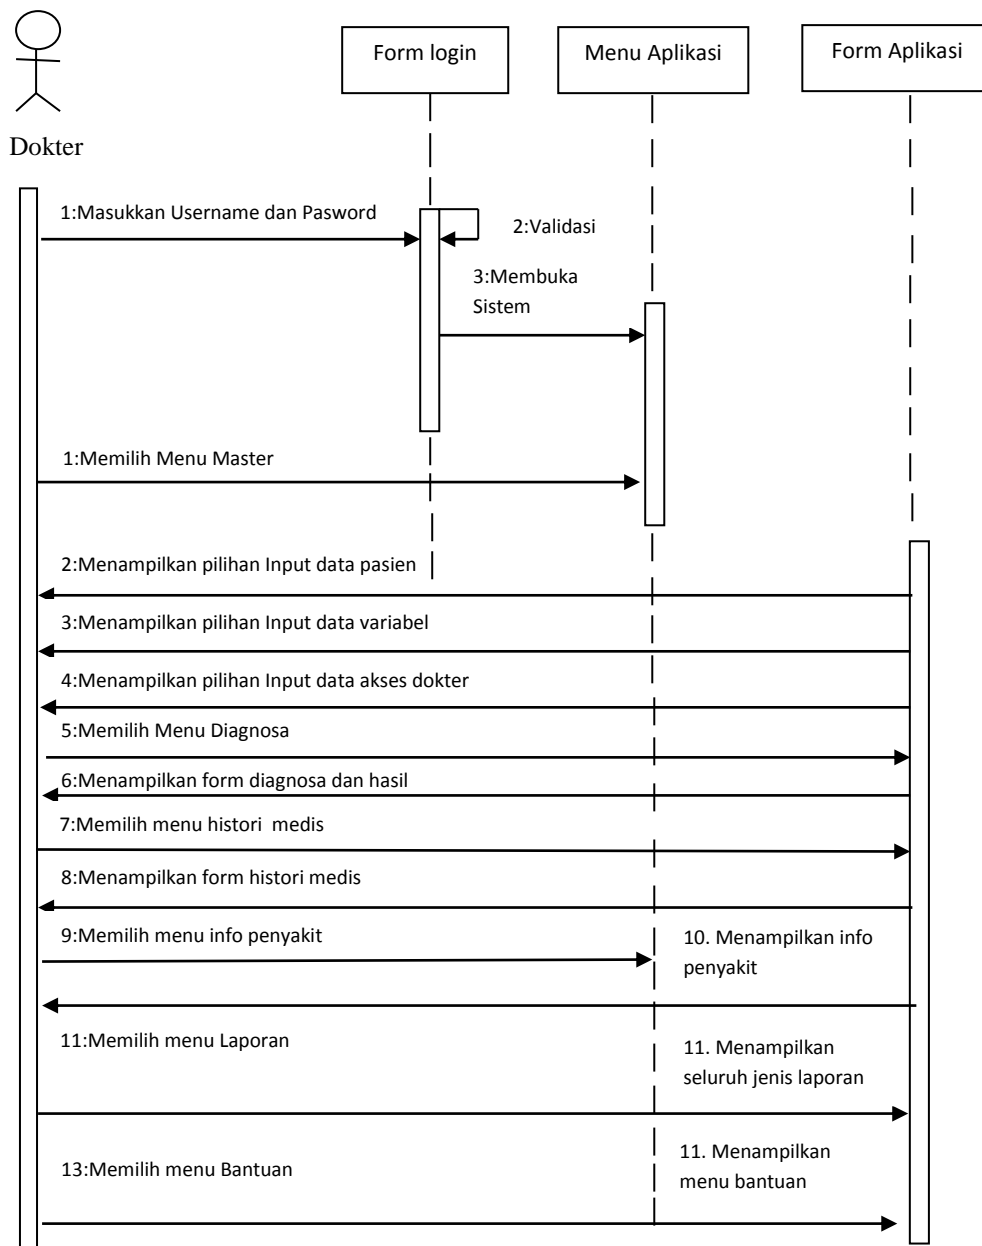 Form login
Menu Aplikasi
Form Aplikasi
Dokter
1:Masukkan Username dan Pasword
2:Validasi
3:Membuka
Sistem
1:Memilih Menu Master
2:Menampilkan pilihan Input data pasien
3:Menampilkan pilihan Input data variabel
4:Menampilkan pilihan Input data akses dokter
5:Memilih Menu Diagnosa
6:Menampilkan form diagnosa dan hasil
7:Memilih menu histori medis
8:Menampilkan form histori medis
9:Memilih menu info penyakit
10. Menampilkan info
penyakit
11:Memilih menu Laporan
11. Menampilkan
seluruh jenis laporan
13:Memilih menu Bantuan
11. Menampilkan
menu bantuan